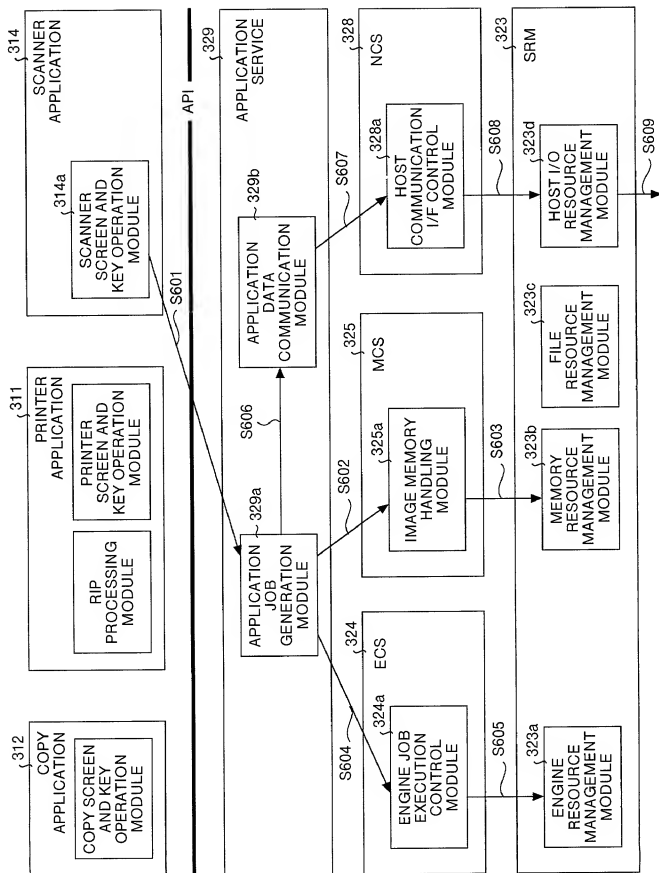 312
COPY
APPLICATION
COPY SCREEN
AND KEY
OPERATION
MODULE
311
PRINTER
APPLICATION
RIP
PROCESSING
MODULE
PRINTER
SCREEN AND
KEY OPERATION
MODULE
314
SCANNER
APPLICATION
314a
SCANNER
SCREEN AND
KEY OPERATION
MODULE
S601
API
329
APPLICATION
SERVICE
329a
APPLICATION
JOB
GENERATION
MODULE
S606
329b
APPLICATION
DATA
COMMUNICATION
MODULE
S604
S602
S607
324
ECS
324a
ENGINE JOB
EXECUTION
CONTROL
MODULE
325
MCS
325a
IMAGE MEMORY
HANDLING
MODULE
328
NCS
328a
HOST
COMMUNICATION
I/F CONTROL
MODULE
S605
S603
S608
323
SRM
323a
ENGINE
RESOURCE
MANAGEMENT
MODULE
323b
MEMORY
RESOURCE
MANAGEMENT
MODULE
323c
FILE
RESOURCE
MANAGEMENT
MODULE
323d
HOST I/O
RESOURCE
MANAGEMENT
MODULE
S609